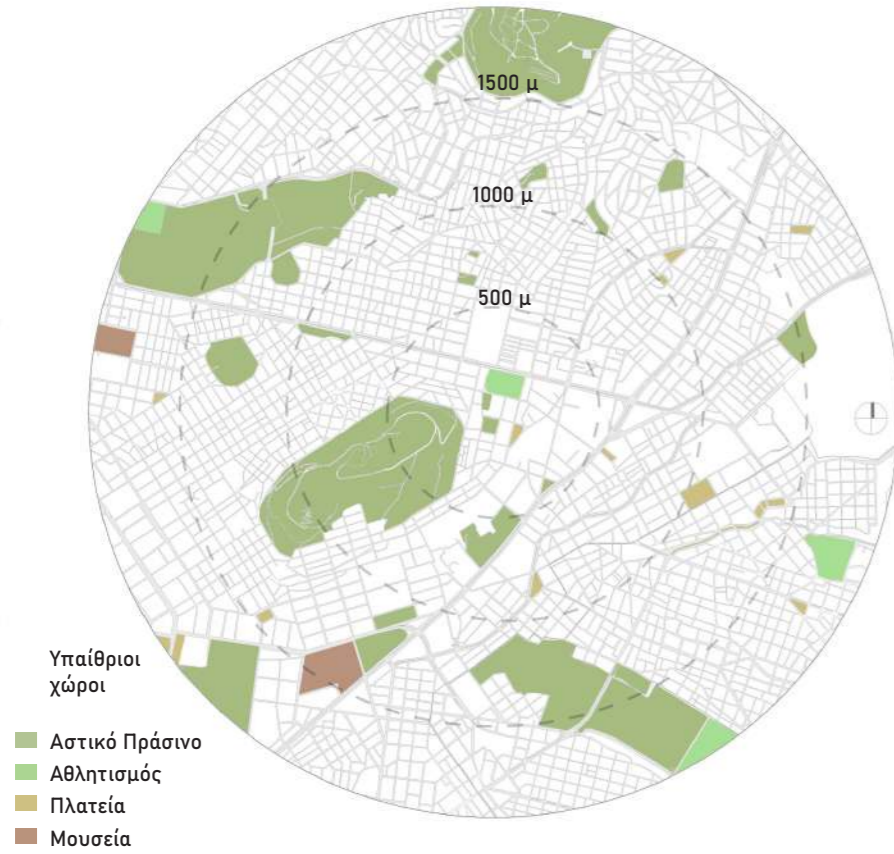 1500 μ
1000 μ
500 μ
Υπαίθριοι
χώροι
Αστικό Πράσινο
Αθλητισμός
Πλατεία
Μουσεία